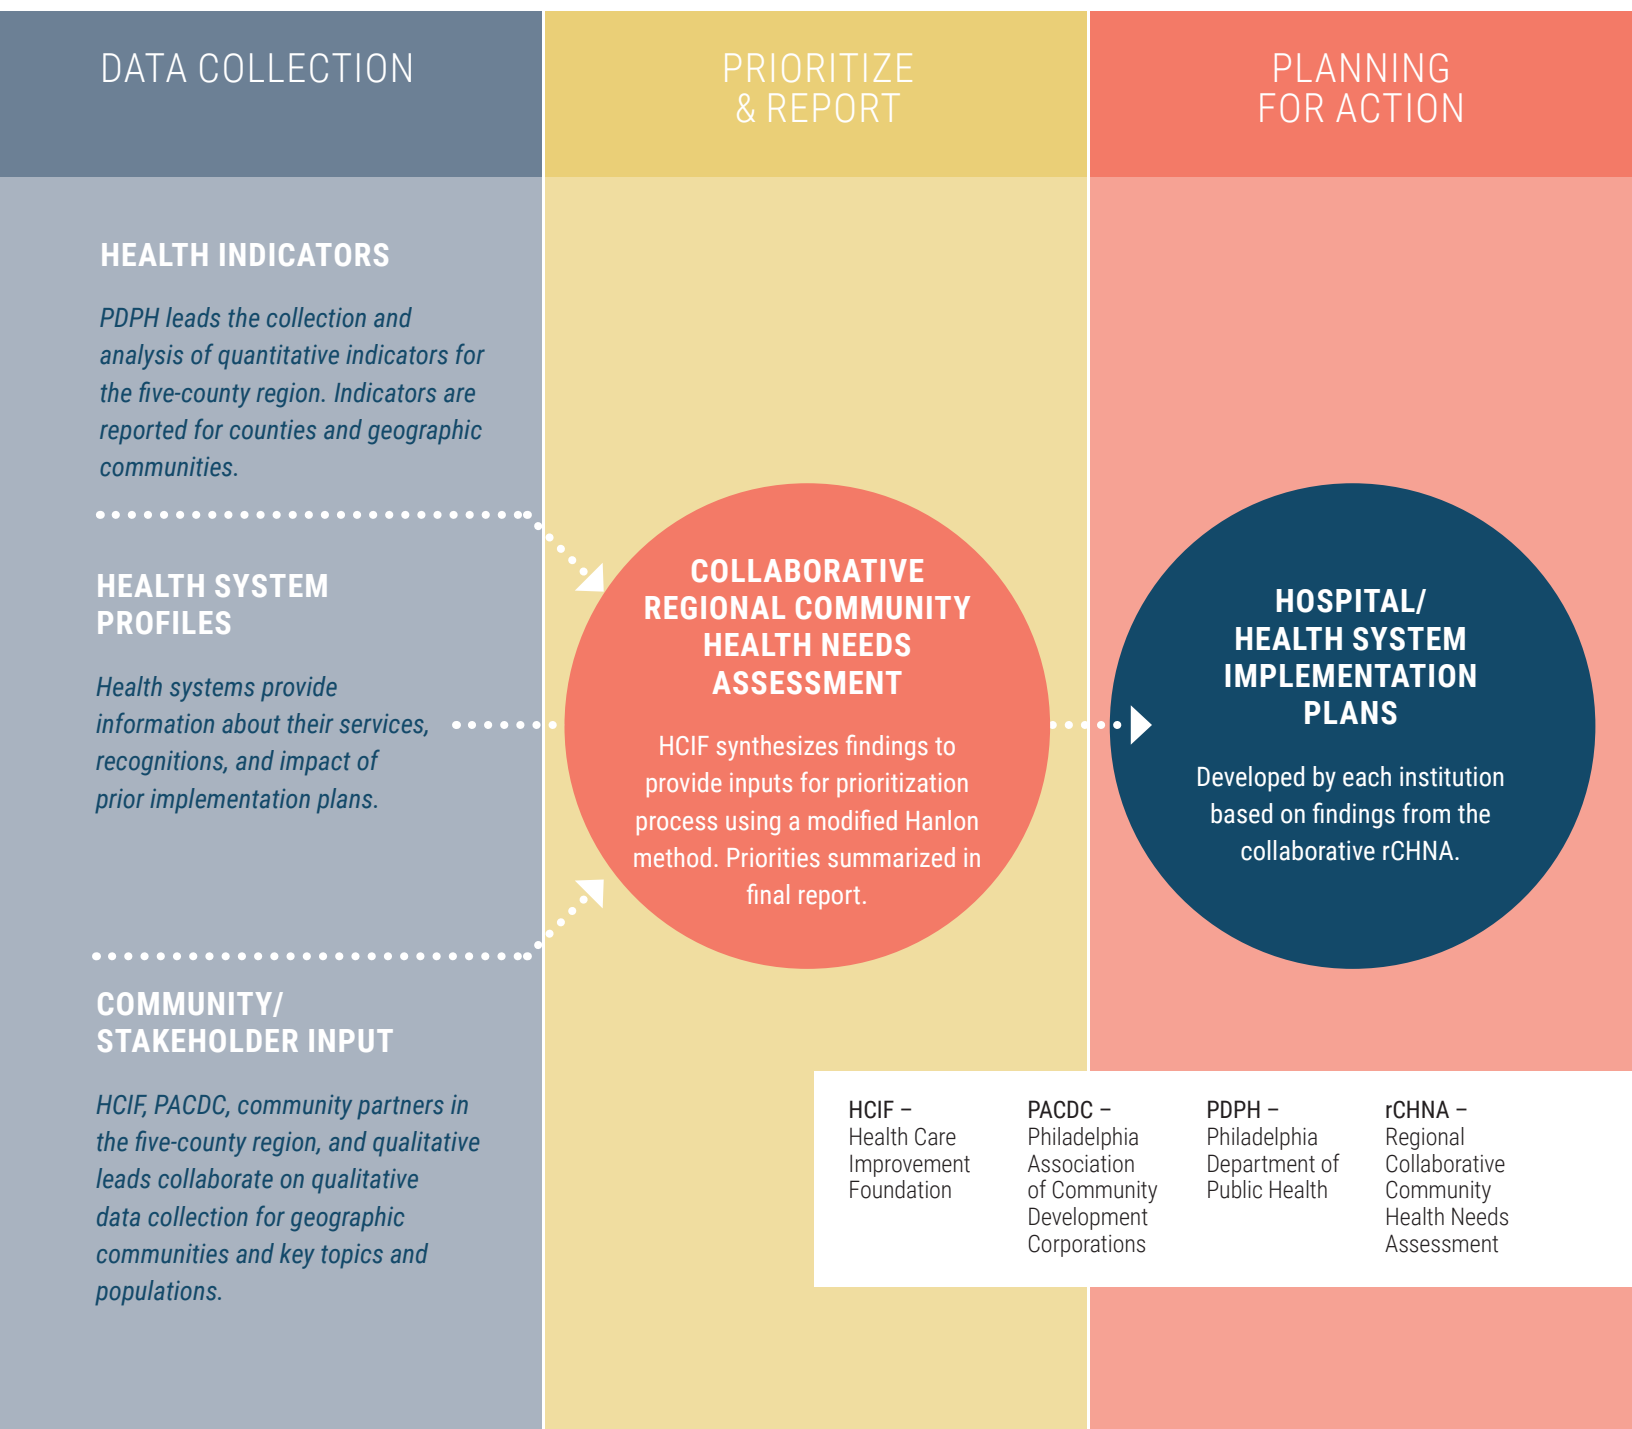 DATA COLLECTION
PRIORITIZE
& REPORT
PLANNING
FOR ACTION
HEALTH INDICATORS
PDPH leads the collection and
analysis of quantitative indicators for
the five-county region. Indicators are
reported for counties and geographic
communities.
HEALTH SYSTEM
PROFILES
Health systems provide
information about their services,
recognitions, and impact of
prior implementation plans.
COMMUNITY/
STAKEHOLDER INPUT
HCIF, PACDC, community partners in
the five-county region, and qualitative
leads collaborate on qualitative
data collection for geographic
communities and key topics and
populations.
COLLABORATIVE
REGIONAL COMMUNITY
HEALTH NEEDS
ASSESSMENT
HCIF synthesizes findings to
provide inputs for prioritization
process using a modified Hanlon
method. Priorities summarized in
final report.
HOSPITAL/
HEALTH SYSTEM
IMPLEMENTATION
PLANS
Developed by each institution
based on findings from the
collaborative rCHNA.
HCIF –
Health Care
Improvement
Foundation
PACDC –
Philadelphia
Association
of Community
Development
Corporations
PDPH –
Philadelphia
Department of
Public Health
rCHNA –
Regional
Collaborative
Community
Health Needs
Assessment